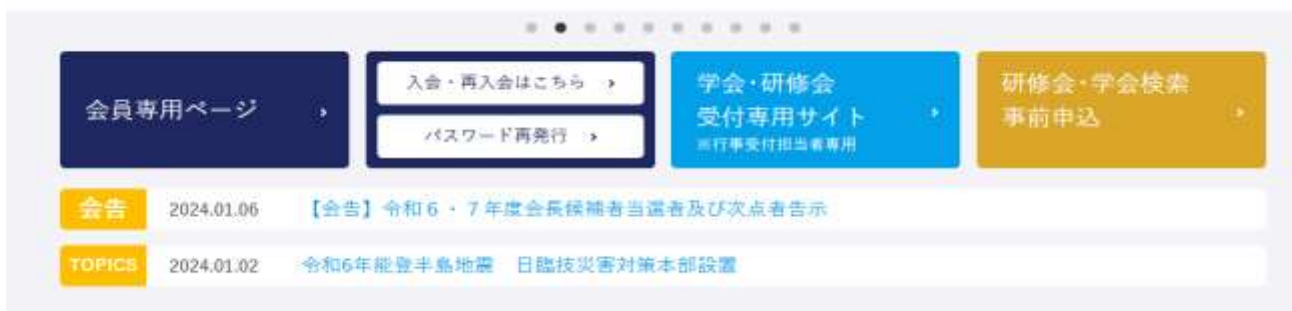 会員専用ページ
入会・再入会はこちら
パスワード再発行
学会・研修会
受付専用サイト
※行事受付担当者専用
研修会・学会検索
事前申込
会告 2024.01.06 【会告】令和6・7年度会長候補者当選者及び次点者告示
TOPICS 2024.01.02 令和6年能登半島地震 日臨技災害対策本部設置